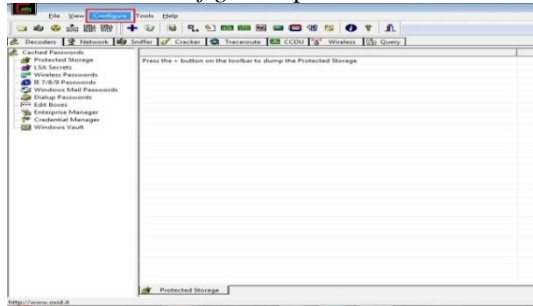 File View Configure Tools Help
Decoders Network Sniffer Cracker Traceroute CCDU Wireless Query
Cached Passwords
Protected Storage
LSA Secrets
Wireless Passwords
IE 7/8/9 Passwords
Windows Mail Passwords
Dialup Passwords
Edit Boxes
Enterprise Manager
Credential Manager
Windows Vault
Press the + button on the toolbar to dump the Protected Storage
Protected Storage
http://www.oxid.it